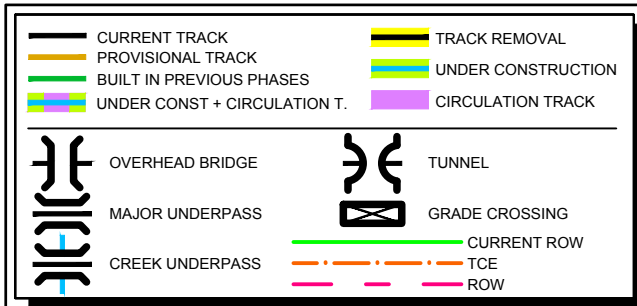 CURRENT TRACK
PROVISIONAL TRACK
BUILT IN PREVIOUS PHASES
UNDER CONST + CIRCULATION T.
TRACK REMOVAL
UNDER CONSTRUCTION
CIRCULATION TRACK
OVERHEAD BRIDGE
TUNNEL
MAJOR UNDERPASS
GRADE CROSSING
CREEK UNDERPASS
CURRENT ROW
TCE
ROW